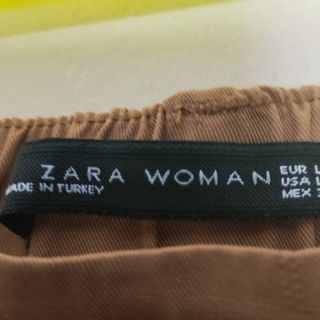 ZARA WOMAN
MADE IN TURKEY
EUR L
USA L
MEX